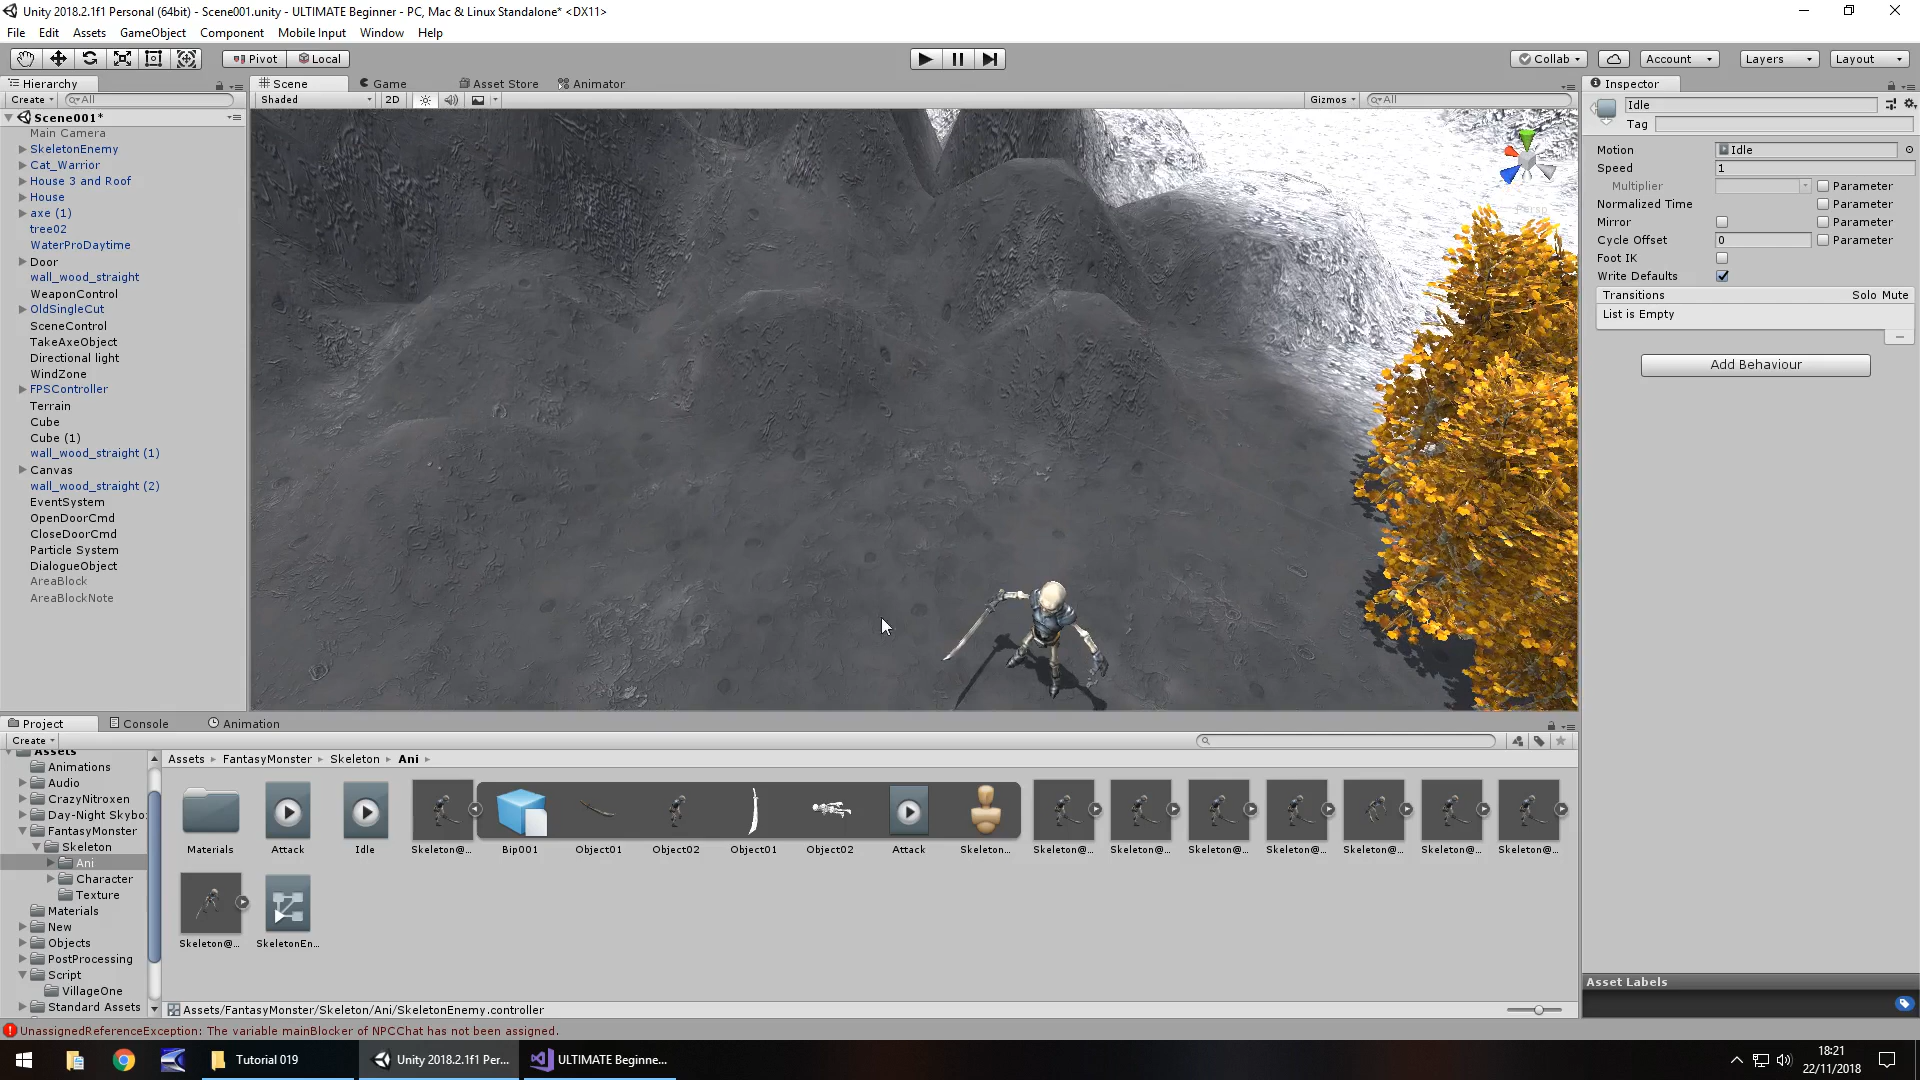 Unity 2018.2.1f1 Personal (64bit) - Scene001.unity - ULTIMATE Beginner - PC, Mac & Linux Standalone* <DX11>
File Edit Assets GameObject Component Mobile Input Window Help
Pivot Local Collab Account Layers Layout
Hierarchy
Create All
Scene001*
Main Camera
SkeletonEnemy
Cat_Warrior
House 3 and Roof
House
axe (1)
tree02
WaterProDaytime
Door
wall_wood_straight
WeaponControl
OldSingleCut
SceneControl
TakeAxeObject
Directional light
WindZone
FPSController
Terrain
Cube
Cube (1)
wall_wood_straight (1)
Canvas
wall_wood_straight (2)
EventSystem
OpenDoorCmd
CloseDoorCmd
Particle System
DialogueObject
AreaBlock
AreaBlockNote
Scene Game Asset Store Animator
Shaded 2D Gizmos All
Persp
Inspector
Idle
Tag
Motion Idle
Speed 1
Multiplier Parameter
Normalized Time Parameter
Mirror Parameter
Cycle Offset 0 Parameter
Foot IK
Write Defaults
Transitions Solo Mute
List is Empty
Add Behaviour
Asset Labels
Project Console Animation
Create
Assets
Animations
Audio
CrazyNitroxen
Day-Night Skybo
FantasyMonster
Skeleton
Ani
Character
Texture
Materials
New
Objects
PostProcessing
Script
VillageOne
Standard Assets
Assets FantasyMonster Skeleton Ani
Materials Attack Idle Skeleton@... Bip001 Object01 Object02 Object01 Object02 Attack Skeleton... Skeleton@... Skeleton@... Skeleton@... Skeleton@... Skeleton@... Skeleton@... Skeleton@...
Skeleton@... SkeletonEn...
Assets/FantasyMonster/Skeleton/Ani/SkeletonEnemy.controller
UnassignedReferenceException: The variable mainBlocker of NPCChat has not been assigned.
Tutorial 019 Unity 2018.2.1f1 Per... ULTIMATE Beginne...
18:21
22/11/2018